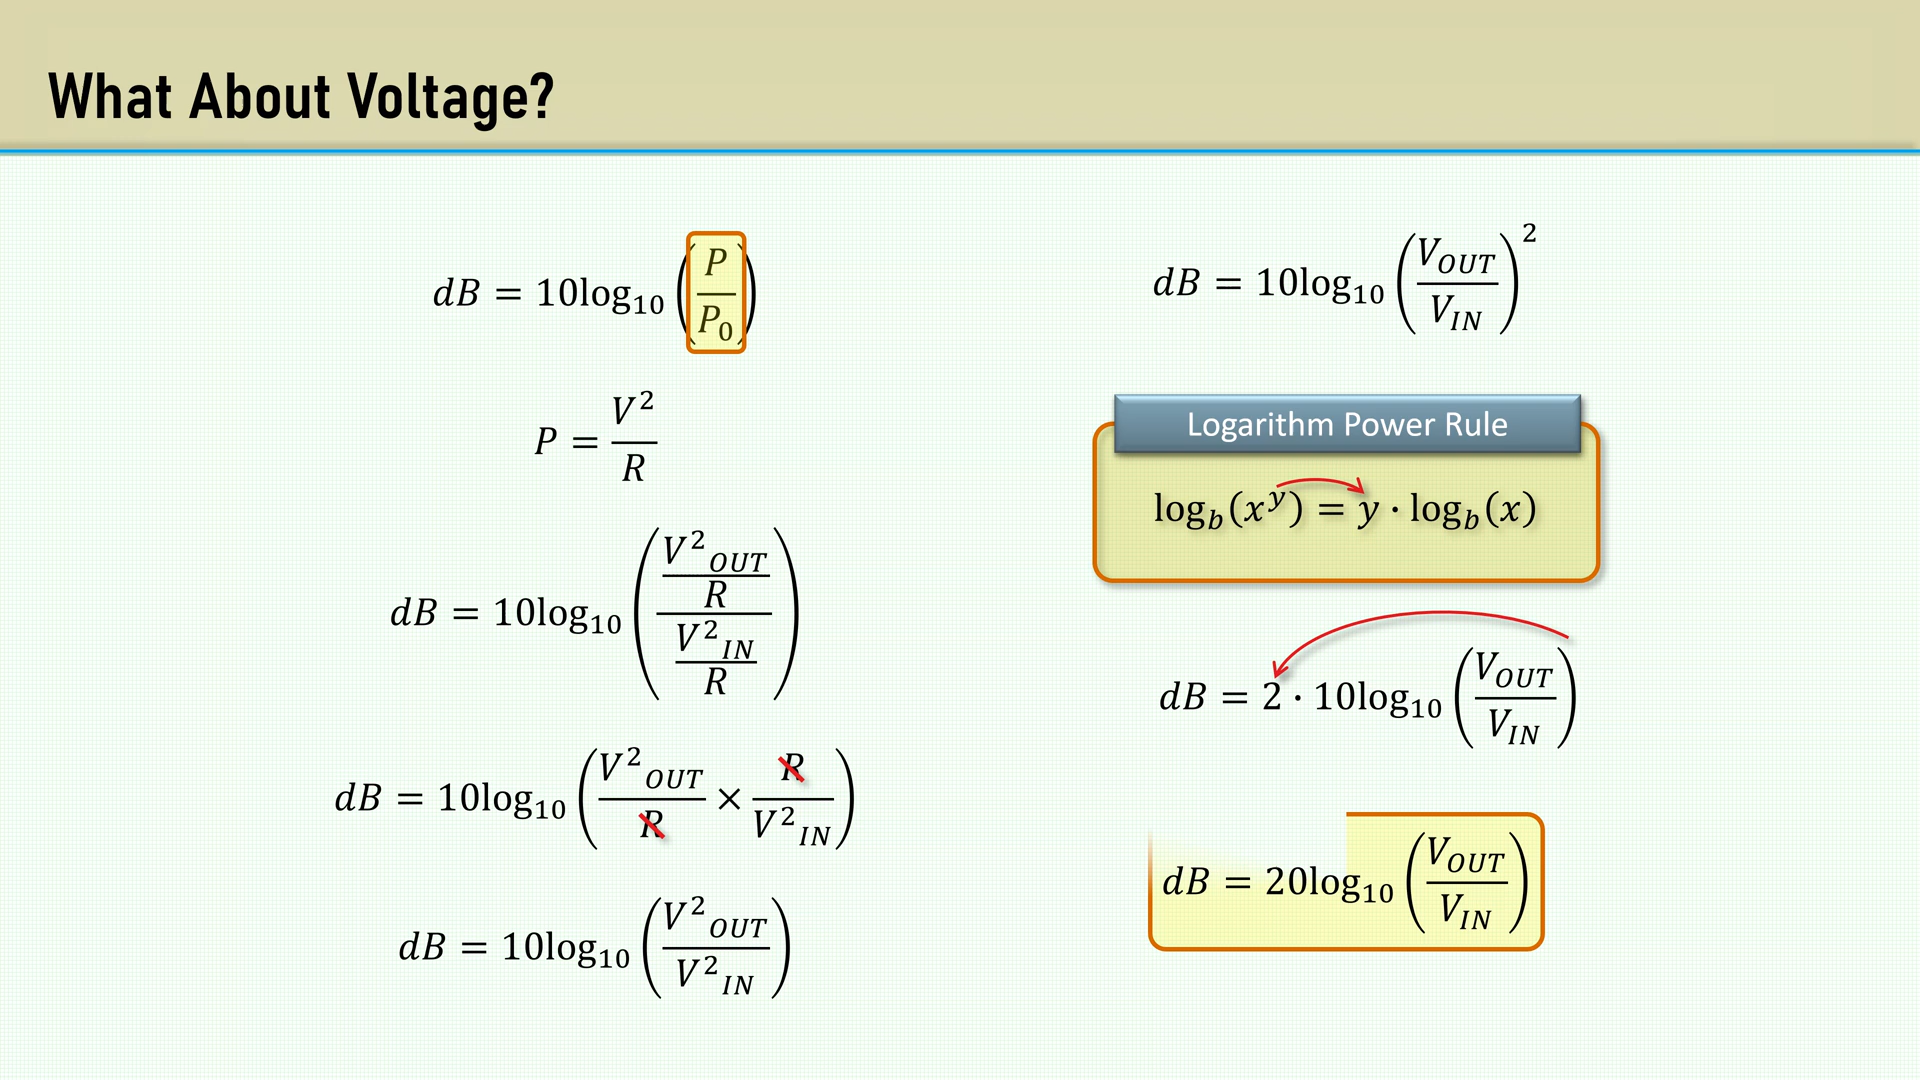 What About Voltage?
dB = 10log₁₀(P/P₀)
P = V²/R
dB = 10log₁₀((V²_OUT/R)/(V²_IN/R))
dB = 10log₁₀(V²_OUT/R × R/V²_IN)
dB = 10log₁₀(V²_OUT/V²_IN)
dB = 10log₁₀(V_OUT/V_IN)²
Logarithm Power Rule
log_b(x^y) = y · log_b(x)
dB = 2 · 10log₁₀(V_OUT/V_IN)
dB = 20log₁₀(V_OUT/V_IN)